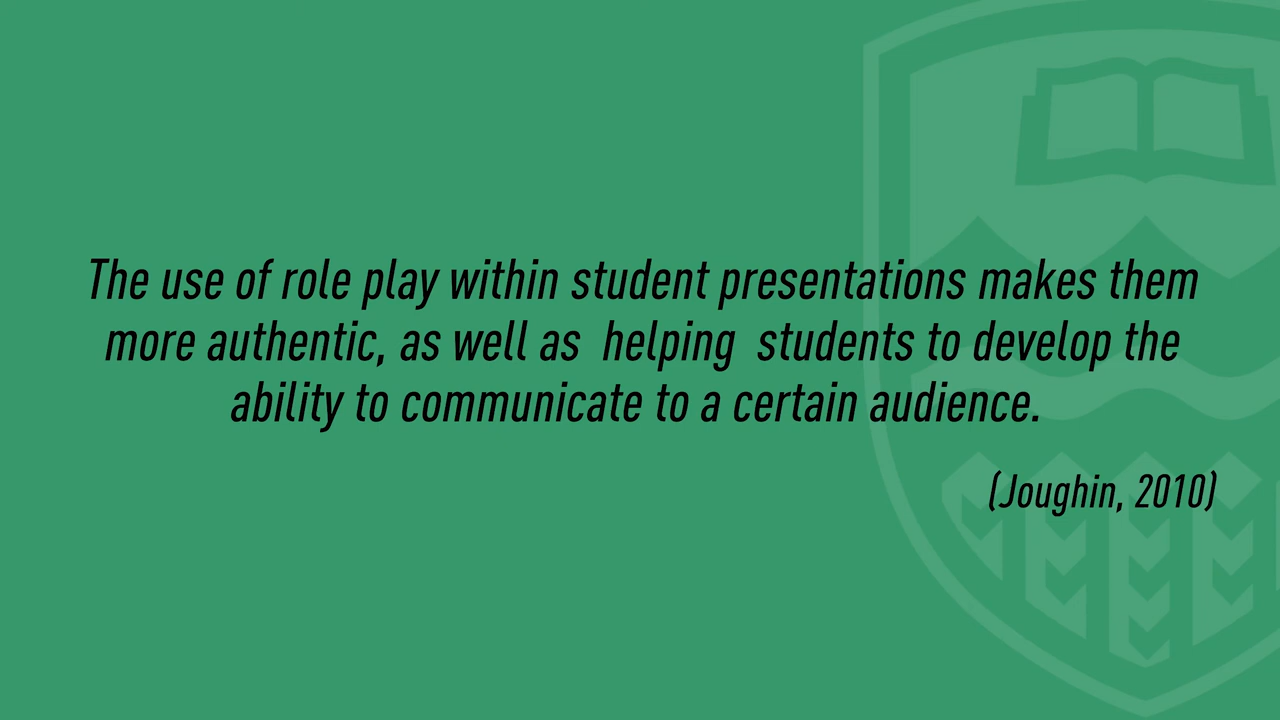 The use of role play within student presentations makes them
more authentic, as well as  helping  students to develop the
ability to communicate to a certain audience.
(Joughin, 2010)